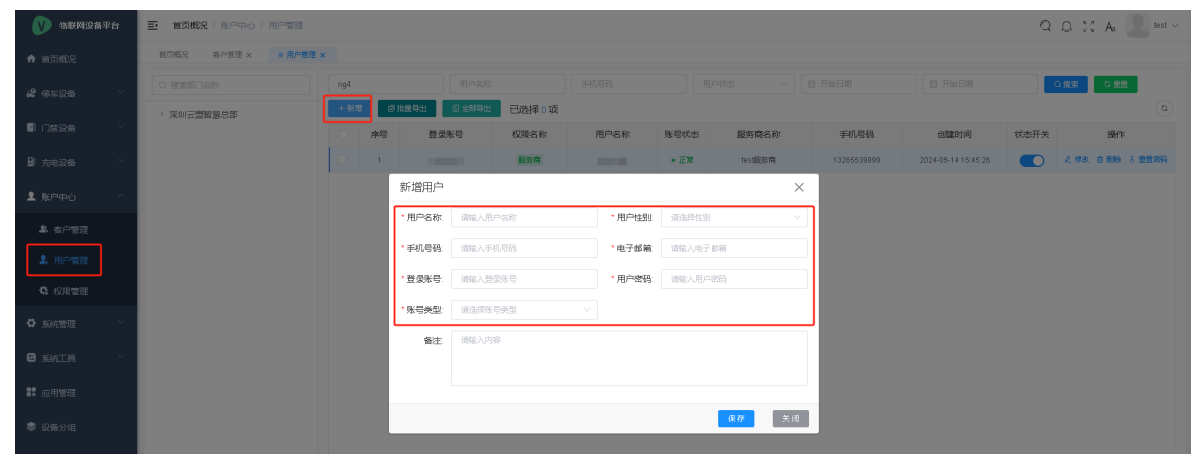 V 物联网设备平台
首页概况 / 账户中心 / 用户管理
test
首页概况
客户管理 ×
用户管理 ×
首页概况
停车设备
门禁设备
充电设备
账户中心
客户管理
用户管理
权限管理
系统管理
系统工具
应用管理
设备分组
搜索部门名称
深圳云塑智慧总部
ng4 用户名称 手机号码 用户状态 开始日期 开始日期 搜索 重置
+ 新增 批量导出 全部导出 已选择 0 项
序号 登录账号 权限名称 用户名称 账号状态 服务商名称 手机号码 创建时间 状态开关 操作
1 服务商 正常 test服务商 13265539999 2024-05-14 15:45:26 修改 删除 重置密码
新增用户 ×
* 用户名称: 请输入用户名称 * 用户性别: 请选择性别
* 手机号码: 请输入手机号码 * 电子邮箱: 请输入电子邮箱
* 登录账号: 请输入登录账号 * 用户密码: 请输入用户密码
* 账号类型: 请选择账号类型
备注: 请输入内容
保存 关闭